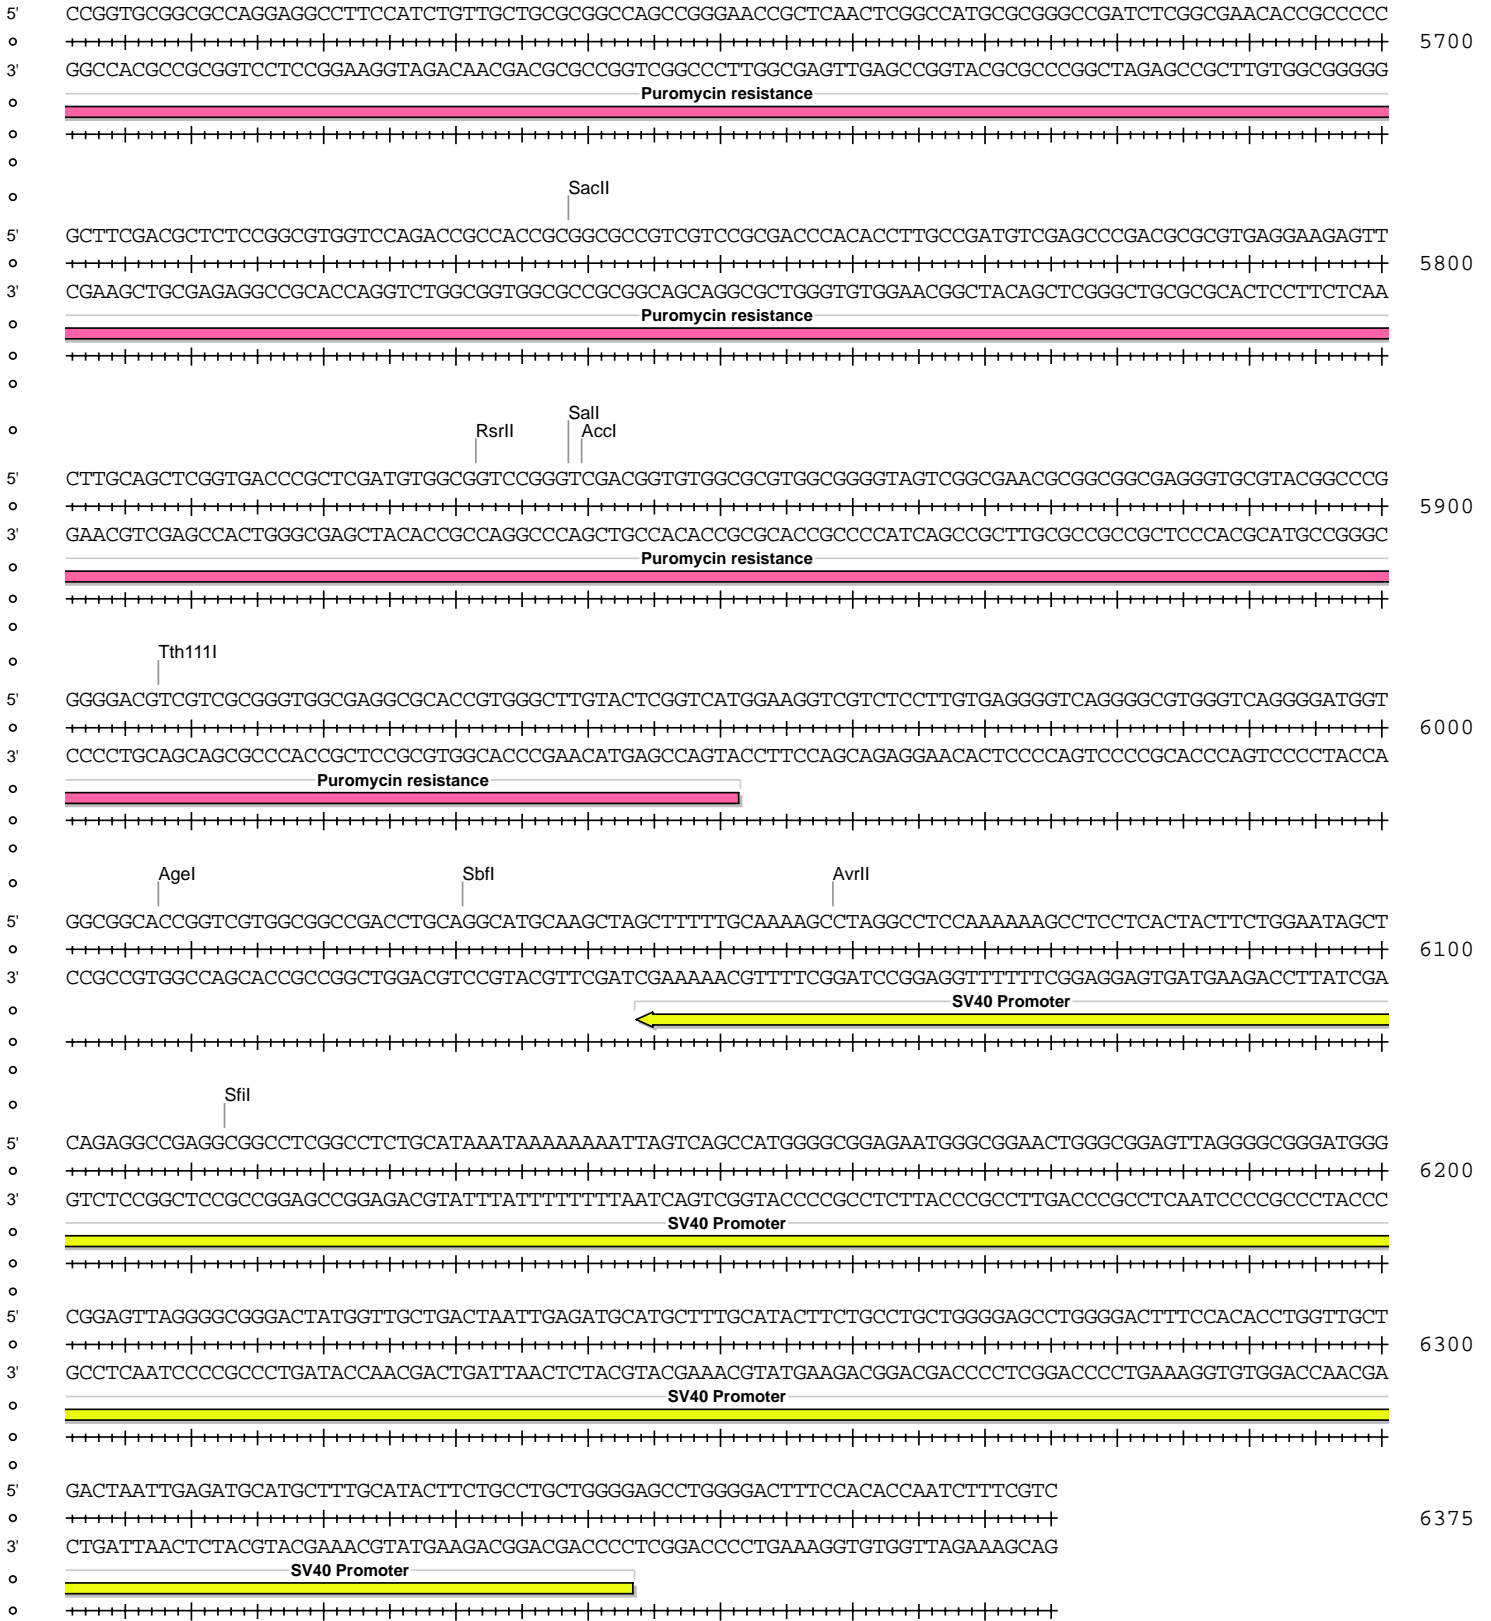 5' CCGGTGCGGCGCCAGGAGGCCTTCCATCTGTTGCTGCGCGGCCAGCCGGGAACCGCTCAACTCGGCCATGCGCGGGCCGATCTCGGCGAACACCGCCCCC
5700
3' GGCCACGCCGCGGTCCTCCGGAAGGTAGACAACGACGCGCCGGTCGGCCCTTGGCGAGTTGAGCCGGTACGCGCCCGGCTAGAGCCGCTTGTGGCGGGGG
Puromycin resistance
SacII
5' GCTTCGACGCTCTCCGGCGTGGTCCAGACCGCCACCGCGGCGCCGTCGTCCGCGACCCACACCTTGCCGATGTCGAGCCCGACGCGCGTGAGGAAGAGTT
5800
3' CGAAGCTGCGAGAGGCCGCACCAGGTCTGGCGGTGGCGCCGCGGCAGCAGGCGCTGGGTGTGGAACGGCTACAGCTCGGGCTGCGCGCACTCCTTCTCAA
Puromycin resistance
SalI
RsrII AccI
5' CTTGCAGCTCGGTGACCCGCTCGATGTGGCGGTCCGGGTCGACGGTGTGGCGCGTGGCGGGGTAGTCGGCGAACGCGGCGGCGAGGGTGCGTACGGCCCG
5900
3' GAACGTCGAGCCACTGGGCGAGCTACACCGCCAGGCCCAGCTGCCACACCGCGCACCGCCCCATCAGCCGCTTGCGCCGCCGCTCCCACGCATGCCGGGC
Puromycin resistance
Tth111I
5' GGGGACGTCGTCGCGGGTGGCGAGGCGCACCGTGGGCTTGTACTCGGTCATGGAAGGTCGTCTCCTTGTGAGGGGTCAGGGGCGTGGGTCAGGGGATGGT
6000
3' CCCCTGCAGCAGCGCCCACCGCTCCGCGTGGCACCCGAACATGAGCCAGTACCTTCCAGCAGAGGAACACTCCCCAGTCCCCGCACCCAGTCCCCTACCA
Puromycin resistance
AgeI SbfI AvrII
5' GGCGGCACCGGTCGTGGCGGCCGACCTGCAGGCATGCAAGCTAGCTTTTTGCAAAAGCCTAGGCCTCCAAAAAAGCCTCCTCACTACTTCTGGAATAGCT
6100
3' CCGCCGTGGCCAGCACCGCCGGCTGGACGTCCGTACGTTCGATCGAAAAACGTTTTCGGATCCGGAGGTTTTTTCGGAGGAGTGATGAAGACCTTATCGA
SV40 Promoter
SfiI
5' CAGAGGCCGAGGCGGCCTCGGCCTCTGCATAAATAAAAAAAATTAGTCAGCCATGGGGCGGAGAATGGGCGGAACTGGGCGGAGTTAGGGGCGGGATGGG
6200
3' GTCTCCGGCTCCGCCGGAGCCGGAGACGTATTTATTTTTTTTAATCAGTCGGTACCCCGCCTCTTACCCGCCTTGACCCGCCTCAATCCCCGCCCTACCC
SV40 Promoter
5' CGGAGTTAGGGGCGGGACTATGGTTGCTGACTAATTGAGATGCATGCTTTGCATACTTCTGCCTGCTGGGGAGCCTGGGGACTTTCCACACCTGGTTGCT
6300
3' GCCTCAATCCCCGCCCTGATACCAACGACTGATTAACTCTACGTACGAAACGTATGAAGACGGACGACCCCTCGGACCCCTGAAAGGTGTGGACCAACGA
SV40 Promoter
5' GACTAATTGAGATGCATGCTTTGCATACTTCTGCCTGCTGGGGAGCCTGGGGACTTTCCACACCAATCTTTCGTC
6375
3' CTGATTAACTCTACGTACGAAACGTATGAAGACGGACGACCCCTCGGACCCCTGAAAGGTGTGGTTAGAAAGCAG
SV40 Promoter